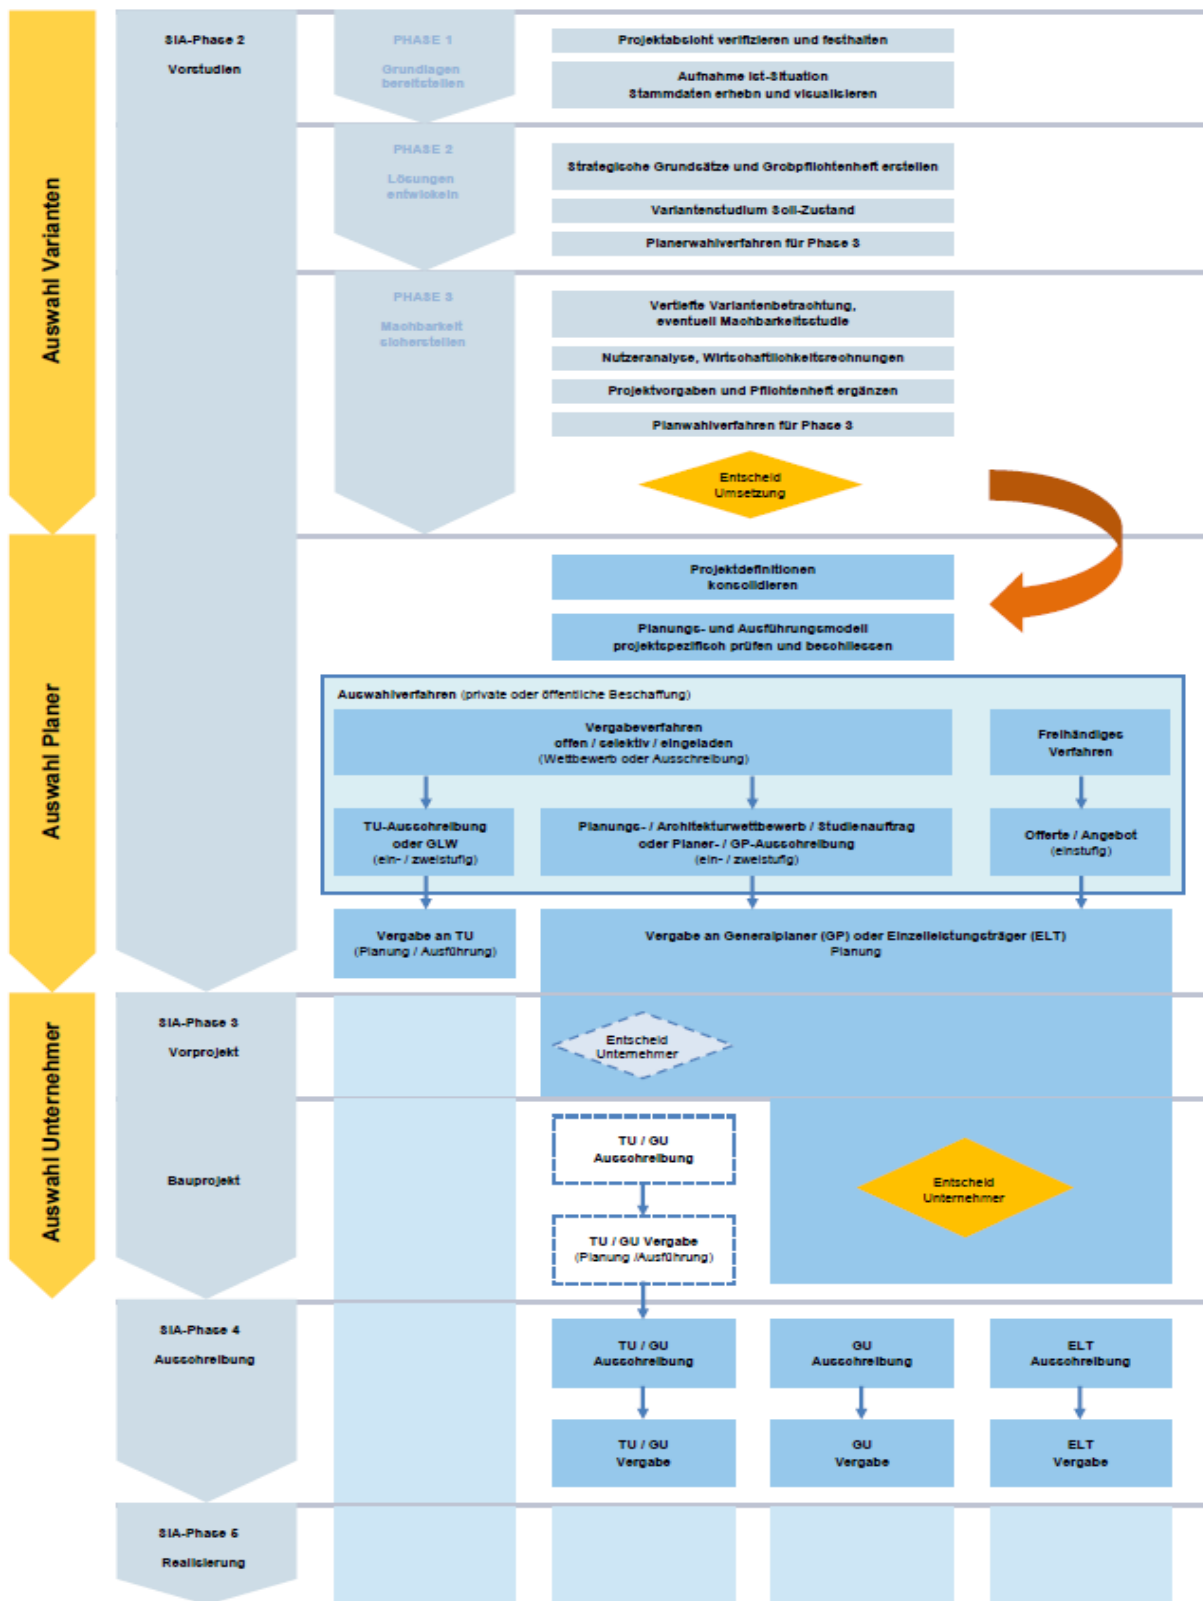 Auswahl Varianten
SIA-Phase 2
Vorstudien
PHASE 1
Grundlagen
bereitstellen
Projektabsicht verifizieren und festhalten
Aufnahme Ist-Situation
Stammdaten erhebn und visualisieren
PHASE 2
Lösungen
entwickeln
Strategische Grundsätze und Grobpflichtenheft erstellen
Variantenstudium Soll-Zustand
Planerwahlverfahren für Phase 3
PHASE 3
Machbarkeit
sicherstellen
Vertiefte Variantenbetrachtung,
eventuell Machbarkeitsstudie
Nutzeranalyse, Wirtschaftlichkeitsrechnungen
Projektvorgaben und Pflichtenheft ergänzen
Planwahlverfahren für Phase 3
Entscheid
Umsetzung
Auswahl Planer
Projektdefinitionen
konsolidieren
Planungs- und Ausführungsmodell
projektspezifisch prüfen und beschliessen
Auswahlverfahren (private oder öffentliche Beschaffung)
Vergabeverfahren
offen / selektiv / eingeladen
(Wettbewerb oder Ausschreibung)
Freihändiges
Verfahren
TU-Ausschreibung
oder GLW
(ein- / zweistufig)
Planungs- / Architekturwettbewerb / Studienauftrag
oder Planer- / GP-Ausschreibung
(ein- / zweistufig)
Offerte / Angebot
(einstufig)
Vergabe an TU
(Planung / Ausführung)
Vergabe an Generalplaner (GP) oder Einzelleistungsträger (ELT)
Planung
Auswahl Unternehmer
SIA-Phase 3
Vorprojekt
Entscheid
Unternehmer
Bauprojekt
TU / GU
Ausschreibung
TU / GU Vergabe
(Planung /Ausführung)
Entscheid
Unternehmer
SIA-Phase 4
Ausschreibung
TU / GU
Ausschreibung
GU
Ausschreibung
ELT
Ausschreibung
TU / GU
Vergabe
GU
Vergabe
ELT
Vergabe
SIA-Phase 5
Realisierung